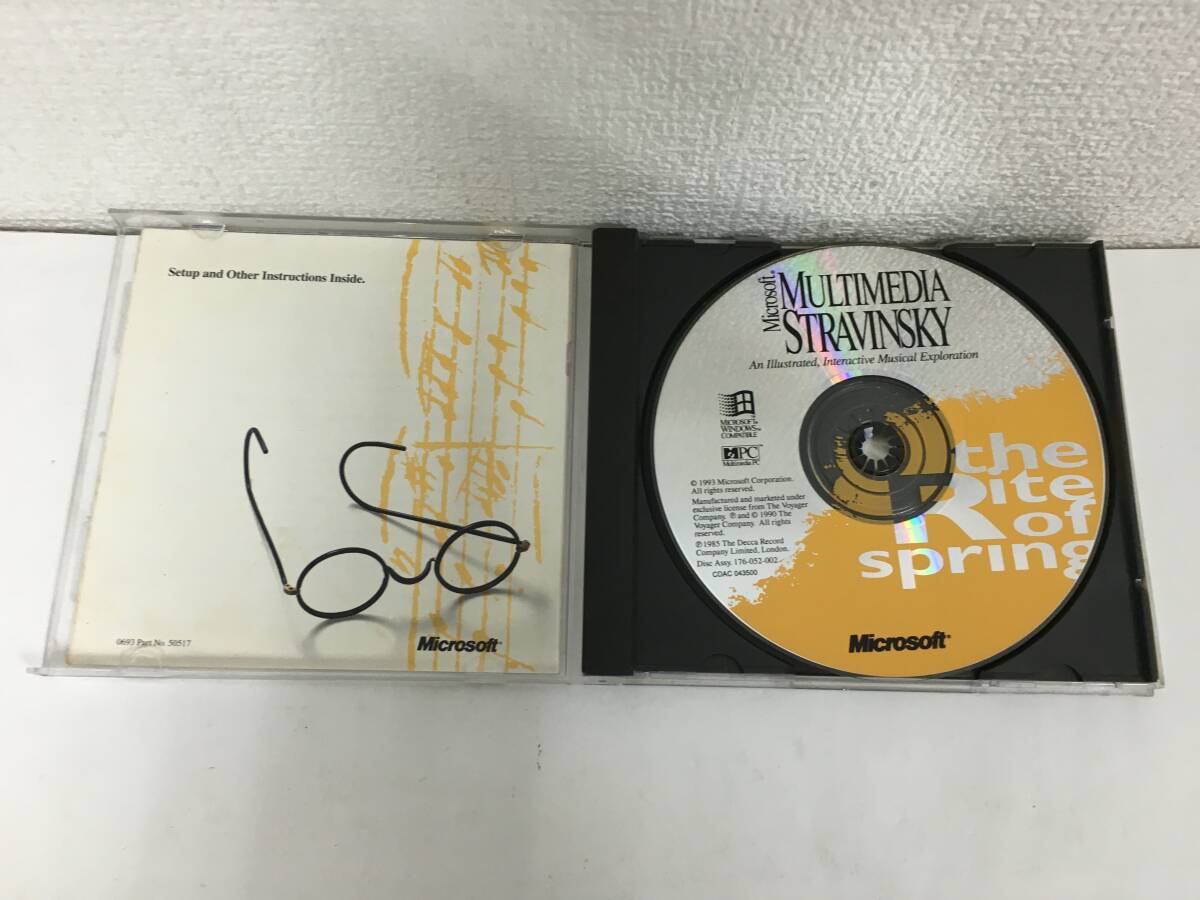 Setup and Other Instructions Inside.
0693 Part No. 50517
Microsoft®
Microsoft®
MULTIMEDIA
STRAVINSKY
An Illustrated, Interactive Musical Exploration
MICROSOFT®
WINDOWS™
COMPATIBLE
MPC™
Multimedia PC
© 1993 Microsoft Corporation.
All rights reserved.
Manufactured and marketed under
exclusive license from The Voyager
Company. ℗ and © 1990 The
Voyager Company. All rights
reserved.
℗ 1985 The Decca Record
Company Limited, London.
Disc Assy. 176-052-002
CDAC 043500
the
Rite
of
spring
Microsoft®